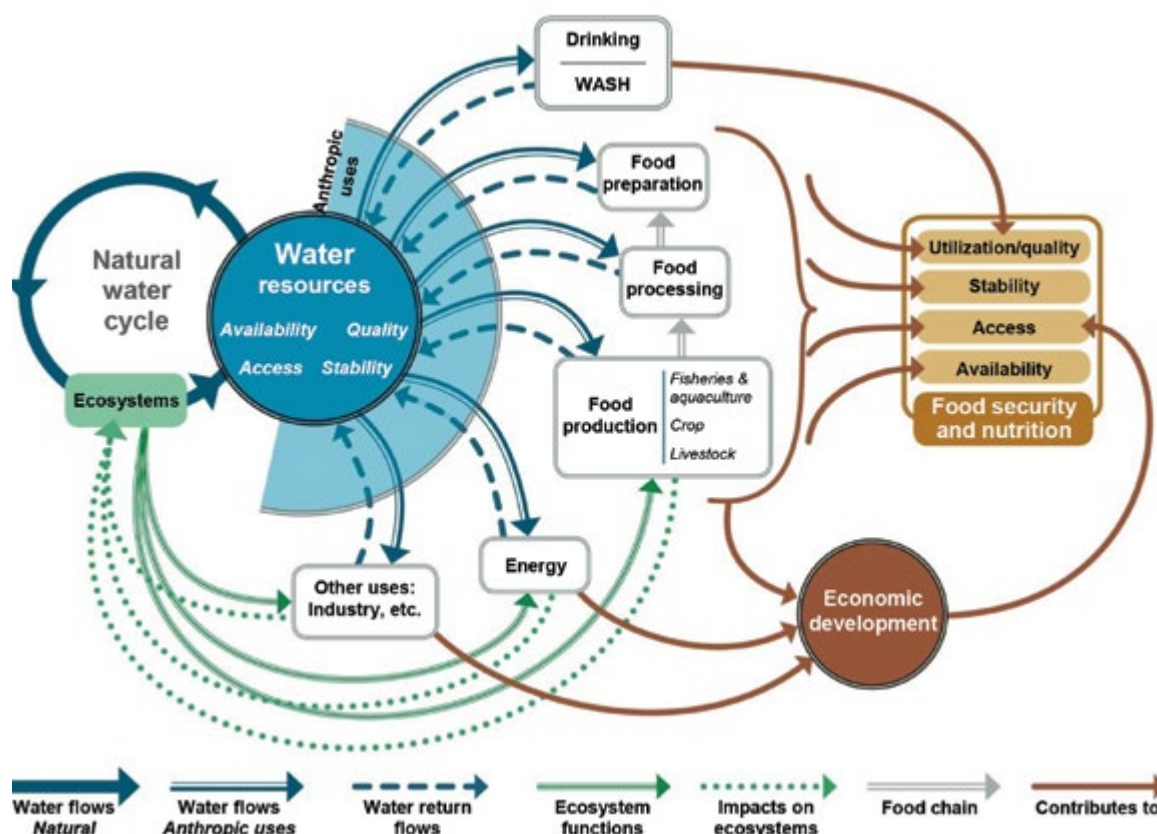 Drinking
WASH
Anthropic
uses
Food
preparation
Natural
water
cycle
Water
resources
Availability Quality
Access Stability
Food
processing
Utilization/quality
Stability
Access
Availability
Food security
and nutrition
Ecosystems
Food
production
Fisheries &
aquaculture
Crop
Livestock
Energy
Other uses:
Industry, etc.
Economic
development
Water flows
Natural
Water flows
Anthropic uses
Water return
flows
Ecosystem
functions
Impacts on
ecosystems
Food chain
Contributes to